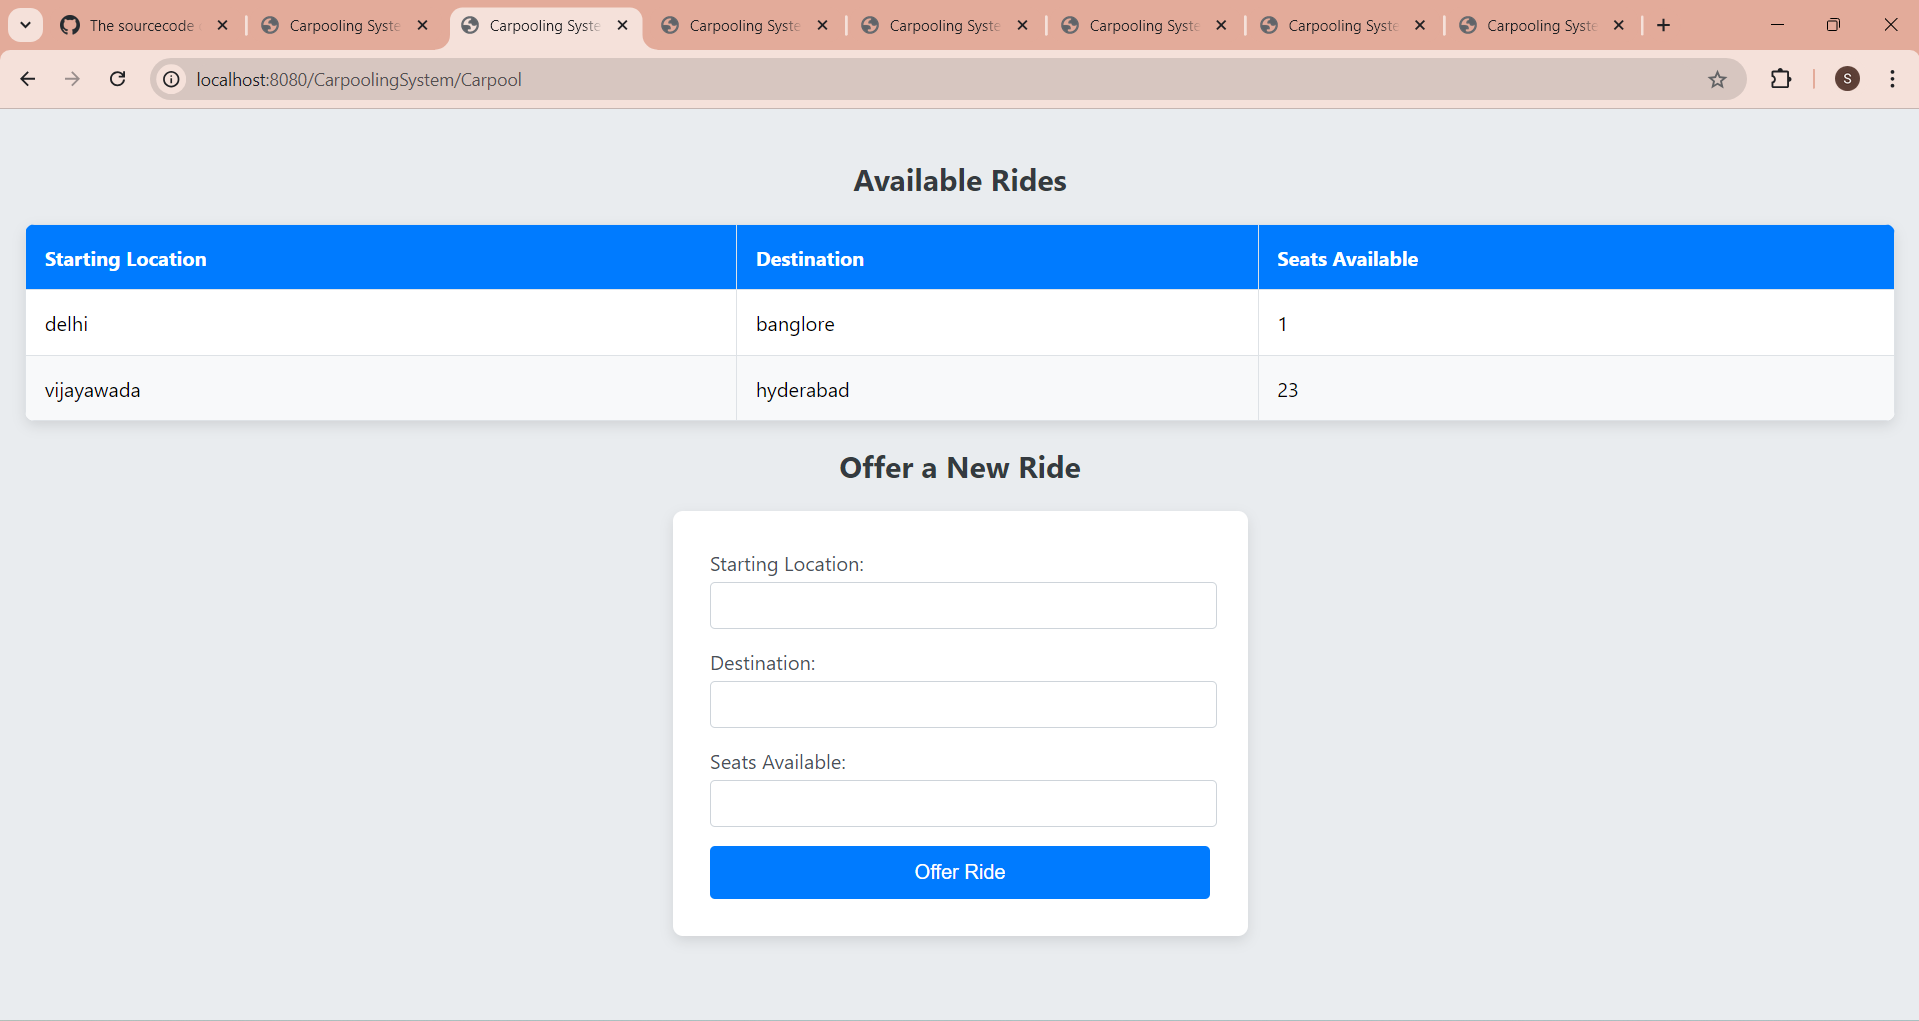 The sourcecode
Carpooling Syste
Carpooling Syste
Carpooling Syste
Carpooling Syste
Carpooling Syste
Carpooling Syste
Carpooling Syste
localhost:8080/CarpoolingSystem/Carpool
S
Available Rides
Starting Location Destination Seats Available
delhi banglore 1
vijayawada hyderabad 23
Offer a New Ride
Starting Location:
Destination:
Seats Available:
Offer Ride